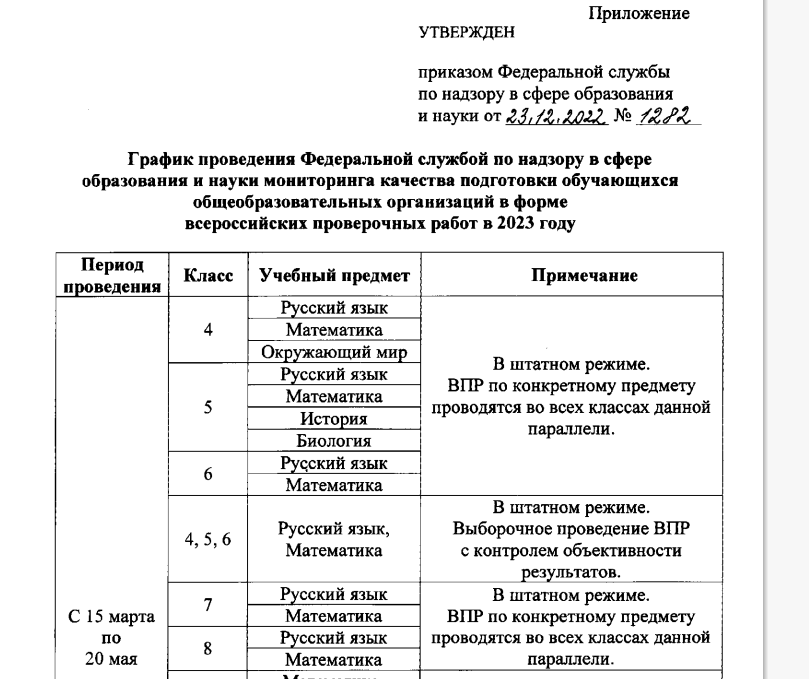 Приложение
УТВЕРЖДЕН
приказом Федеральной службы
по надзору в сфере образования
и науки от 23.12.2022 № 1282
График проведения Федеральной службой по надзору в сфере
образования и науки мониторинга качества подготовки обучающихся
общеобразовательных организаций в форме
всероссийских проверочных работ в 2023 году
Период
проведения
Класс
Учебный предмет
Примечание
4
Русский язык
Математика
Окружающий мир
5
Русский язык
Математика
История
Биология
6
Русский язык
Математика
В штатном режиме.
ВПР по конкретному предмету
проводятся во всех классах данной
параллели.
4, 5, 6
Русский язык,
Математика
В штатном режиме.
Выборочное проведение ВПР
с контролем объективности
результатов.
С 15 марта
по
20 мая
7
Русский язык
Математика
8
Русский язык
Математика
В штатном режиме.
ВПР по конкретному предмету
проводятся во всех классах данной
параллели.